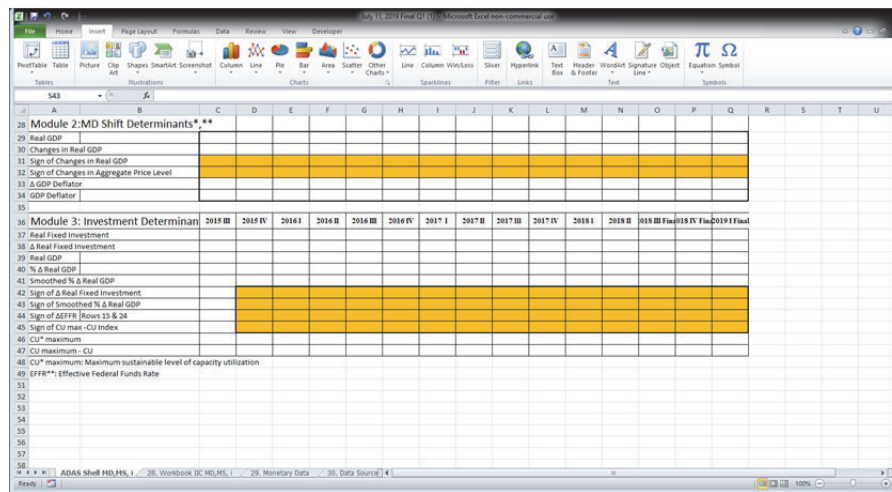 July 11, 2019 Final Q1 (1) - Microsoft Excel non-commercial use
File Home Insert Page Layout Formulas Data Review View Developer
PivotTable Table Picture Clip Art Shapes SmartArt Screenshot Column Line Pie Bar Area Scatter Other Charts Line Column Win/Loss Slicer Hyperlink Text Box Header & Footer WordArt Signature Line Object Equation Symbol
Tables Illustrations Charts Sparklines Filter Links Text Symbols
S43 fx
A B C D E F G H I J K L M N O P Q R S T U
28 Module 2:MD Shift Determinants*,**
29 Real GDP
30 Changes in Real GDP
31 Sign of Changes in Real GDP
32 Sign of Changes in Aggregate Price Level
33 Δ GDP Deflator
34 GDP Deflator
35
36 Module 3: Investment Determinan 2015 III 2015 IV 2016 I 2016 II 2016 III 2016 IV 2017 I 2017 II 2017 III 2017 IV 2018 I 2018 II 018 III Fina 018 IV Fina 2019 I Final
37 Real Fixed Investment
38 Δ Real Fixed Investment
39 Real GDP
40 % Δ Real GDP
41 Smoothed % Δ Real GDP
42 Sign of Δ Real Fixed Investment
43 Sign of Smoothed % Δ Real GDP
44 Sign of ΔEFFR Rows 15 & 24
45 Sign of CU max -CU Index
46 CU* maximum
47 CU maximum - CU
48 CU* maximum: Maximum sustainable level of capacity utilization
49 EFFR**: Effective Federal Funds Rate
51
52
53
54
55
56
57
58
ADAS Shell MD,MS, I 28. Workbook IIC MD,MS, I 29. Monetary Data 30. Data Source
Ready 100%